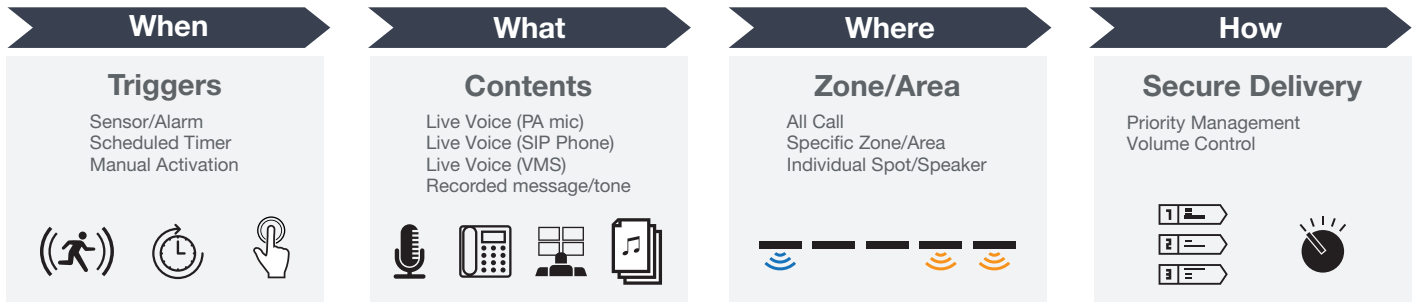 When
Triggers
Sensor/Alarm
Scheduled Timer
Manual Activation
What
Contents
Live Voice (PA mic)
Live Voice (SIP Phone)
Live Voice (VMS)
Recorded message/tone
Where
Zone/Area
All Call
Specific Zone/Area
Individual Spot/Speaker
How
Secure Delivery
Priority Management
Volume Control
1
2
3